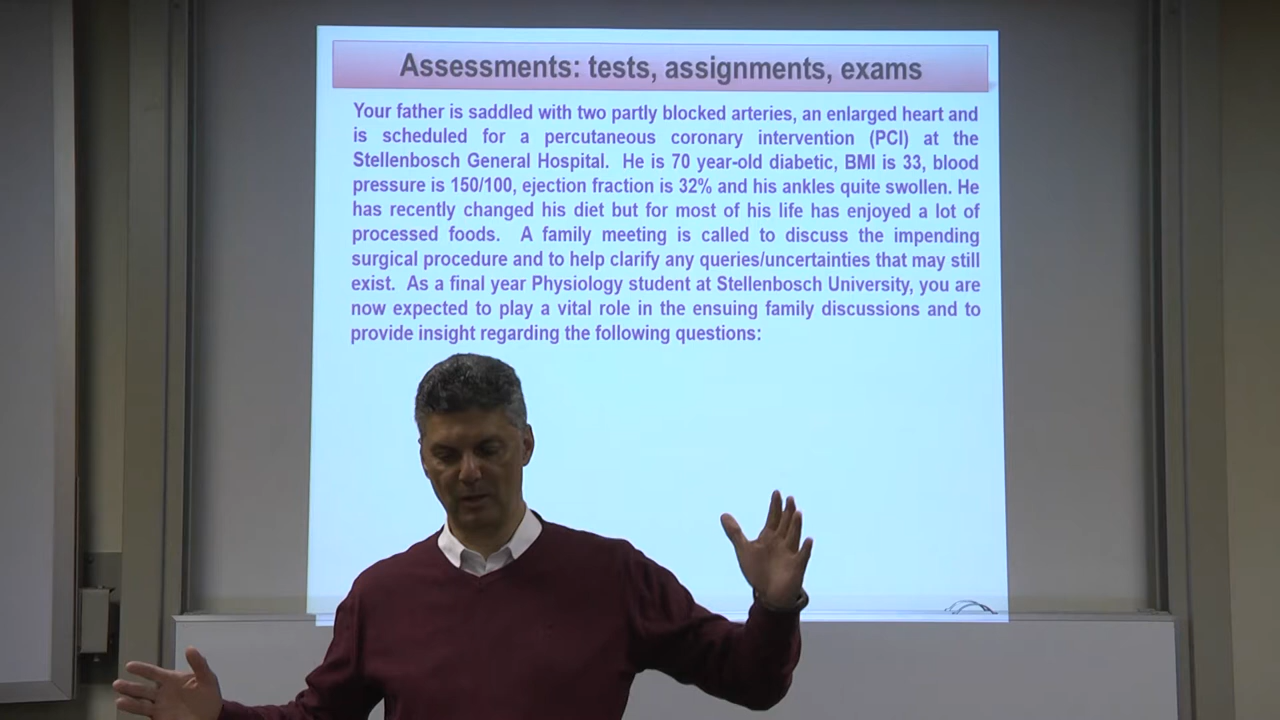 Assessments: tests, assignments, exams
Your father is saddled with two partly blocked arteries, an enlarged heart and
is scheduled for a percutaneous coronary intervention (PCI) at the
Stellenbosch General Hospital. He is 70 year-old diabetic, BMI is 33, blood
pressure is 150/100, ejection fraction is 32% and his ankles quite swollen. He
has recently changed his diet but for most of his life has enjoyed a lot of
processed foods. A family meeting is called to discuss the impending
surgical procedure and to help clarify any queries/uncertainties that may still
exist. As a final year Physiology student at Stellenbosch University, you are
now expected to play a vital role in the ensuing family discussions and to
provide insight regarding the following questions: